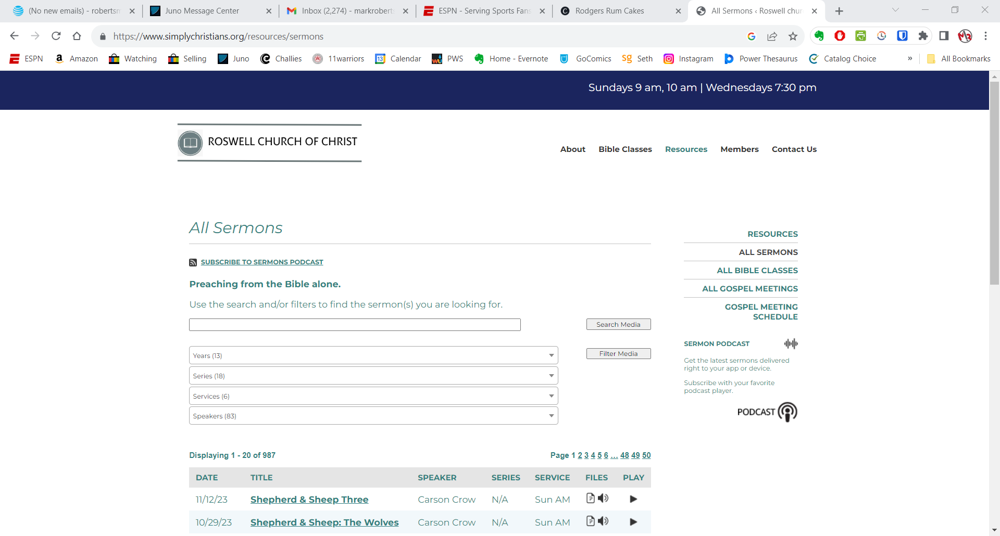 (No new emails) - robertsm
Juno Message Center
Inbox (2,274) - markroberts
ESPN - Serving Sports Fans
Rodgers Rum Cakes
All Sermons ‹ Roswell chur
https://www.simplychristians.org/resources/sermons
ESPN
Amazon
Watching
Selling
Juno
Challies
11warriors
Calendar
PWS
Home - Evernote
GoComics
Seth
Instagram
Power Thesaurus
Catalog Choice
»
All Bookmarks
Sundays 9 am, 10 am | Wednesdays 7:30 pm
ROSWELL CHURCH OF CHRIST
About Bible Classes Resources Members Contact Us
All Sermons
SUBSCRIBE TO SERMONS PODCAST
Preaching from the Bible alone.
Use the search and/or filters to find the sermon(s) you are looking for.
Search Media
Years (13)
Filter Media
Series (18)
Services (6)
Speakers (83)
RESOURCES
ALL SERMONS
ALL BIBLE CLASSES
ALL GOSPEL MEETINGS
GOSPEL MEETING
SCHEDULE
SERMON PODCAST
Get the latest sermons delivered
right to your app or device.
Subscribe with your favorite
podcast player.
PODCAST
Displaying 1 - 20 of 987
Page 1 2 3 4 5 6 ... 48 49 50
DATE TITLE SPEAKER SERIES SERVICE FILES PLAY
11/12/23 Shepherd & Sheep Three Carson Crow N/A Sun AM
10/29/23 Shepherd & Sheep: The Wolves Carson Crow N/A Sun AM